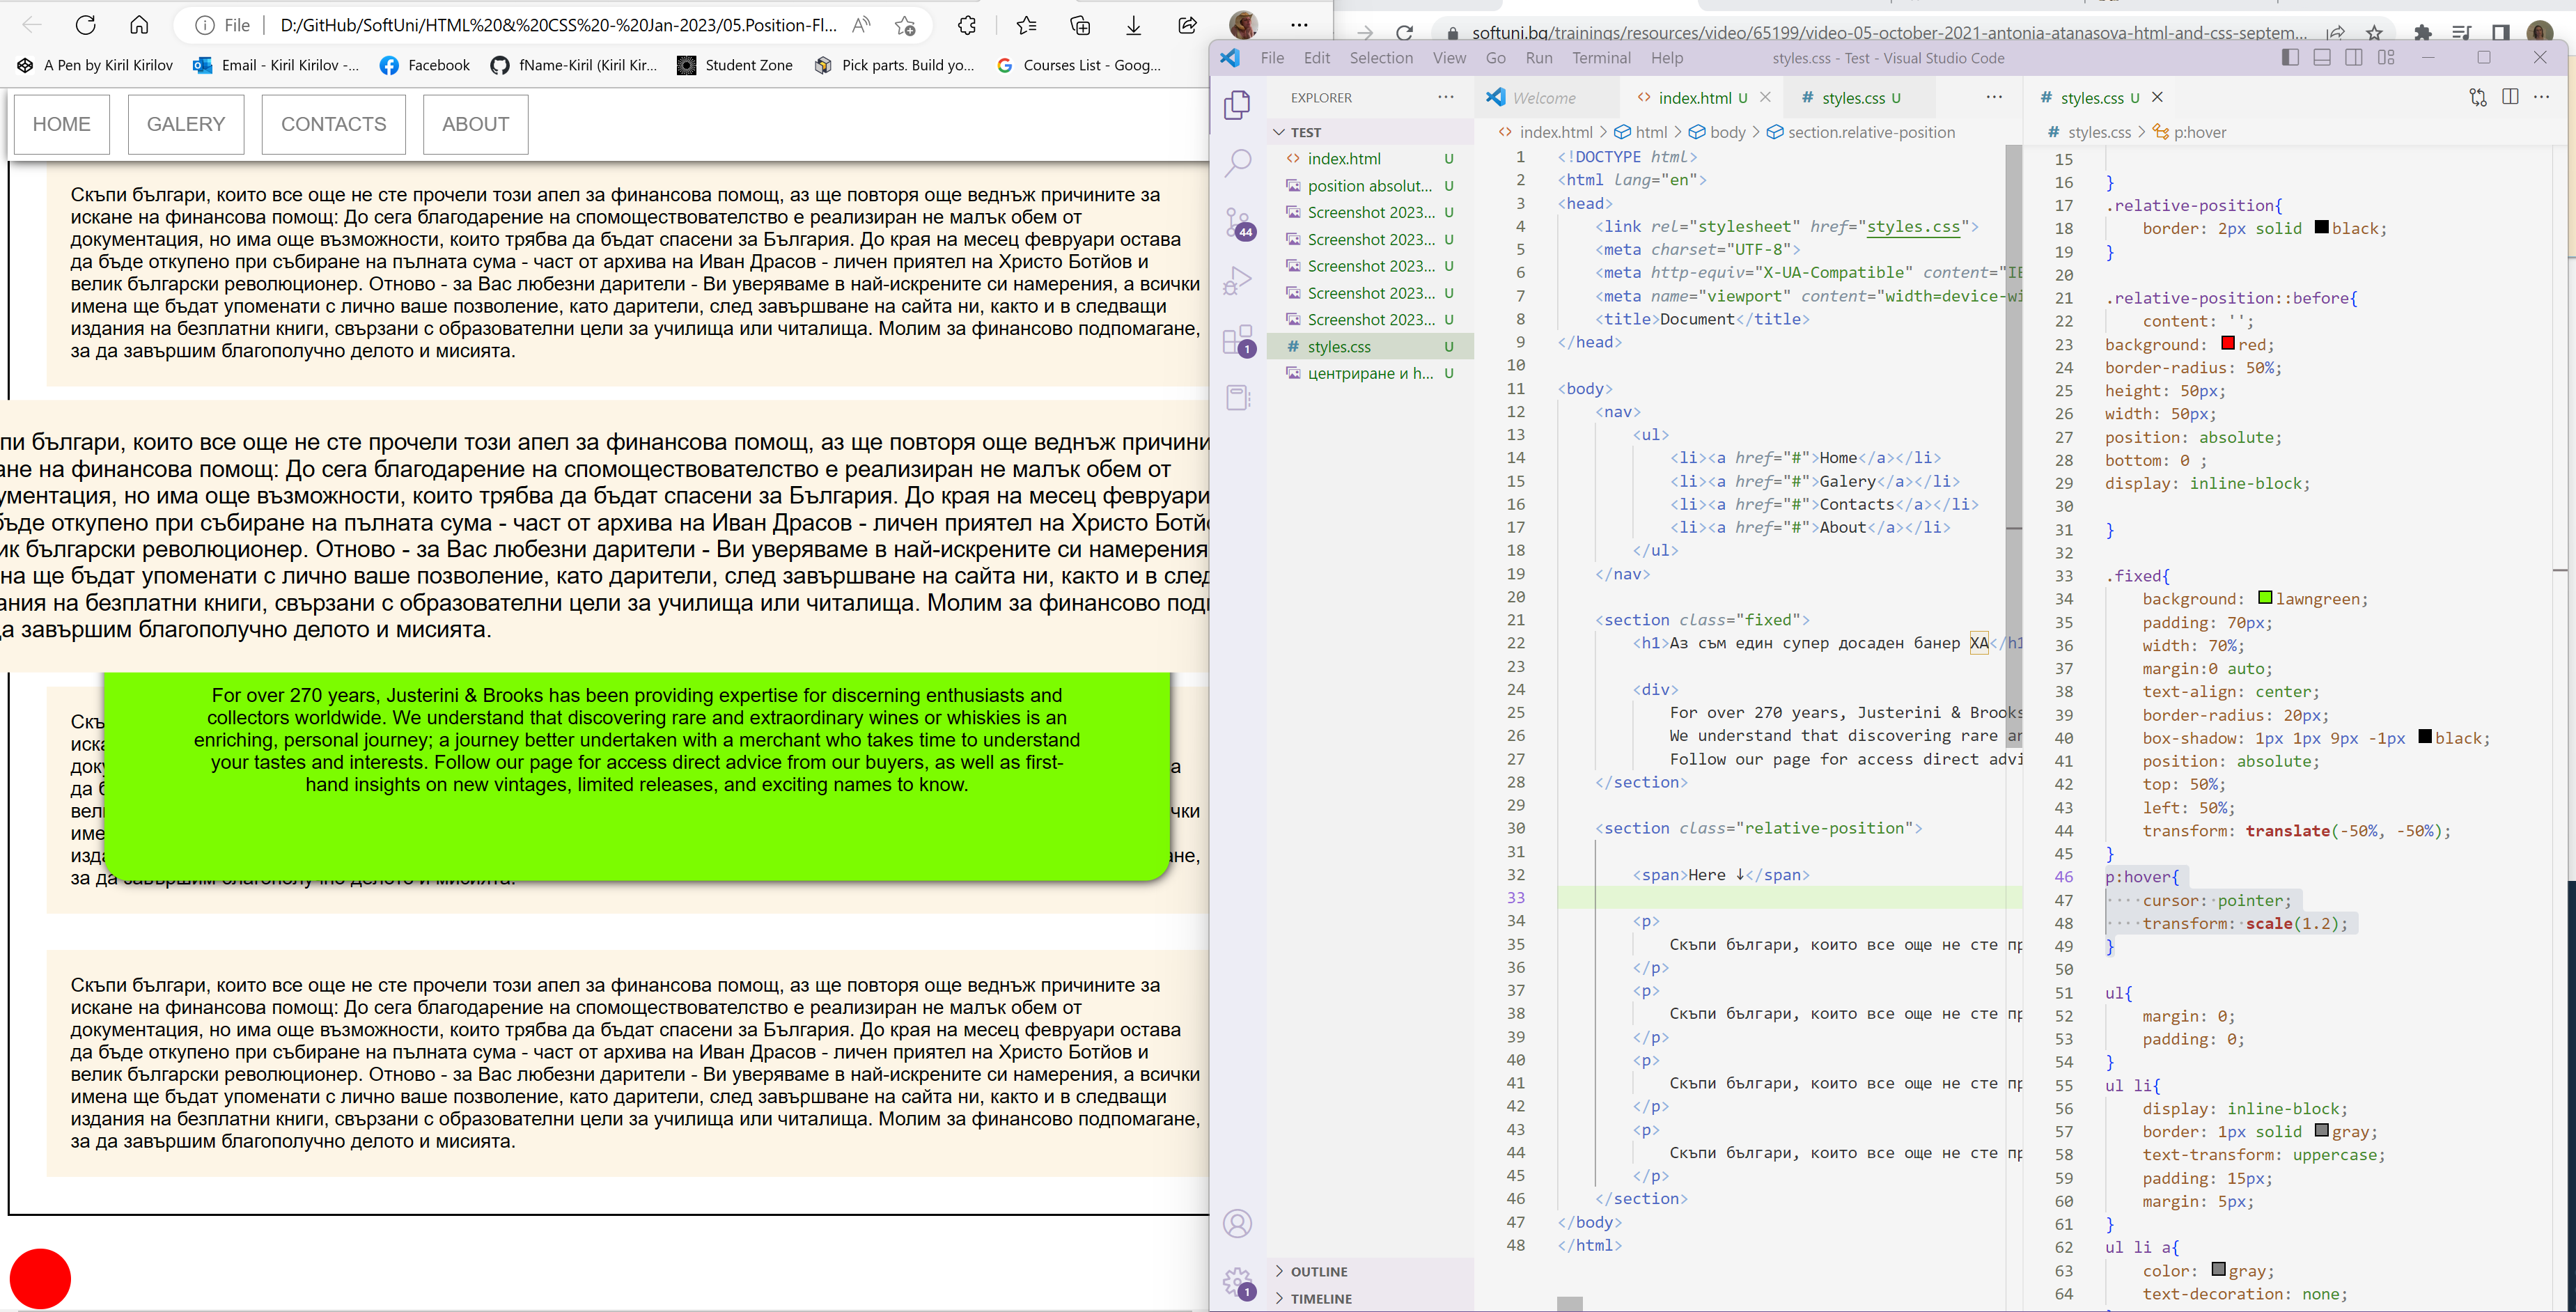 File
D:/GitHub/SoftUni/HTML%20&%20CSS%20-%20Jan-2023/05.Position-Fl...
A Pen by Kiril Kirilov
Email - Kiril Kirilov -...
Facebook
fName-Kiril (Kiril Kir...
Student Zone
Pick parts. Build yo...
Courses List - Goog...
HOME
GALERY
CONTACTS
ABOUT
Скъпи българи, които все още не сте прочели този апел за финансова помощ, аз ще повторя още веднъж причините за
искане на финансова помощ: До сега благодарение на спомоществователство е реализиран не малък обем от
документация, но има още възможности, които трябва да бъдат спасени за България. До края на месец февруари остава
да бъде откупено при събиране на пълната сума - част от архива на Иван Драсов - личен приятел на Христо Ботйов и
велик български революционер. Отново - за Вас любезни дарители - Ви уверяваме в най-искрените си намерения, а всички
имена ще бъдат упоменати с лично ваше позволение, като дарители, след завършване на сайта ни, както и в следващи
издания на безплатни книги, свързани с образователни цели за училища или читалища. Молим за финансово подпомагане,
за да завършим благополучно делото и мисията.
пи българи, които все още не сте прочели този апел за финансова помощ, аз ще повторя още веднъж причини
ане на финансова помощ: До сега благодарение на спомоществователство е реализиран не малък обем от
ументация, но има още възможности, които трябва да бъдат спасени за България. До края на месец февруари
бъде откупено при събиране на пълната сума - част от архива на Иван Драсов - личен приятел на Христо Ботйо
ик български революционер. Отново - за Вас любезни дарители - Ви уверяваме в най-искрените си намерения
на ще бъдат упоменати с лично ваше позволение, като дарители, след завършване на сайта ни, както и в след
ания на безплатни книги, свързани с образователни цели за училища или читалища. Молим за финансово под
да завършим благополучно делото и мисията.
For over 270 years, Justerini & Brooks has been providing expertise for discerning enthusiasts and
collectors worldwide. We understand that discovering rare and extraordinary wines or whiskies is an
enriching, personal journey; a journey better undertaken with a merchant who takes time to understand
your tastes and interests. Follow our page for access direct advice from our buyers, as well as first-
hand insights on new vintages, limited releases, and exciting names to know.
Скъ
иска
док
да б
а
вел
чки
име
изда
ане,
за да
Скъпи българи, които все още не сте прочели този апел за финансова помощ, аз ще повторя още веднъж причините за
искане на финансова помощ: До сега благодарение на спомоществователство е реализиран не малък обем от
документация, но има още възможности, които трябва да бъдат спасени за България. До края на месец февруари остава
да бъде откупено при събиране на пълната сума - част от архива на Иван Драсов - личен приятел на Христо Ботйов и
велик български революционер. Отново - за Вас любезни дарители - Ви уверяваме в най-искрените си намерения, а всички
имена ще бъдат упоменати с лично ваше позволение, като дарители, след завършване на сайта ни, както и в следващи
издания на безплатни книги, свързани с образователни цели за училища или читалища. Молим за финансово подпомагане,
за да завършим благополучно делото и мисията.
softuni.bg/trainings/resources/video/65199/video-05-october-2021-antonia-atanasova-html-and-css-septem...
File Edit Selection View Go Run Terminal Help
styles.css - Test - Visual Studio Code
EXPLORER
TEST
index.html U
position absolut... U
Screenshot 2023... U
Screenshot 2023... U
Screenshot 2023... U
Screenshot 2023... U
Screenshot 2023... U
# styles.css U
центриране и h... U
44
1
1
OUTLINE
TIMELINE
Welcome
index.html U
# styles.css U
index.html > html > body > section.relative-position
1 <!DOCTYPE html>
2 <html lang="en">
3 <head>
4 <link rel="stylesheet" href="styles.css">
5 <meta charset="UTF-8">
6 <meta http-equiv="X-UA-Compatible" content="IE
7 <meta name="viewport" content="width=device-wi
8 <title>Document</title>
9 </head>
10
11 <body>
12 <nav>
13 <ul>
14 <li><a href="#">Home</a></li>
15 <li><a href="#">Galery</a></li>
16 <li><a href="#">Contacts</a></li>
17 <li><a href="#">About</a></li>
18 </ul>
19 </nav>
20
21 <section class="fixed">
22 <h1>Аз съм един супер досаден банер ХА</h1
23
24 <div>
25 For over 270 years, Justerini & Brooks
26 We understand that discovering rare an
27 Follow our page for access direct advi
28 </section>
29
30 <section class="relative-position">
31
32 <span>Here ↓</span>
33
34 <p>
35 Скъпи българи, които все още не сте пр
36 </p>
37 <p>
38 Скъпи българи, които все още не сте пр
39 </p>
40 <p>
41 Скъпи българи, които все още не сте пр
42 </p>
43 <p>
44 Скъпи българи, които все още не сте пр
45 </p>
46 </section>
47 </body>
48 </html>
# styles.css U
# styles.css > p:hover
15
16 }
17 .relative-position{
18 border: 2px solid black;
19 }
20
21 .relative-position::before{
22 content: '';
23 background: red;
24 border-radius: 50%;
25 height: 50px;
26 width: 50px;
27 position: absolute;
28 bottom: 0 ;
29 display: inline-block;
30
31 }
32
33 .fixed{
34 background: lawngreen;
35 padding: 70px;
36 width: 70%;
37 margin:0 auto;
38 text-align: center;
39 border-radius: 20px;
40 box-shadow: 1px 1px 9px -1px black;
41 position: absolute;
42 top: 50%;
43 left: 50%;
44 transform: translate(-50%, -50%);
45 }
46 p:hover{
47 cursor: pointer;
48 transform: scale(1.2);
49 }
50
51 ul{
52 margin: 0;
53 padding: 0;
54 }
55 ul li{
56 display: inline-block;
57 border: 1px solid gray;
58 text-transform: uppercase;
59 padding: 15px;
60 margin: 5px;
61 }
62 ul li a{
63 color: gray;
64 text-decoration: none;